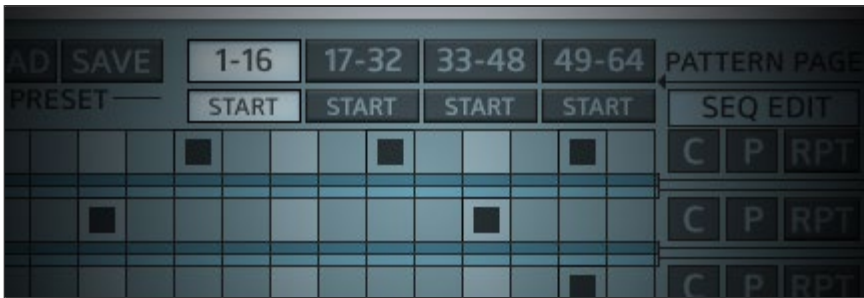 AD SAVE 1-16 17-32 33-48 49-64 PATTERN PAGE
PRESET START START START START SEQ EDIT
C P RPT
C P RPT
C P RPT